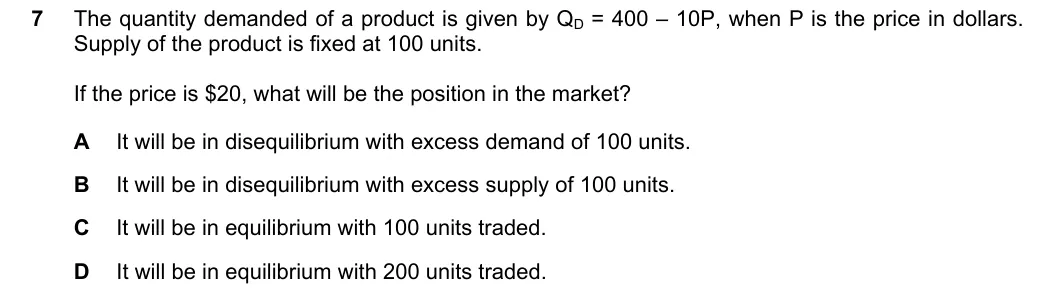 7 The quantity demanded of a product is given by QD = 400 – 10P, when P is the price in dollars.
Supply of the product is fixed at 100 units.
If the price is $20, what will be the position in the market?
A It will be in disequilibrium with excess demand of 100 units.
B It will be in disequilibrium with excess supply of 100 units.
C It will be in equilibrium with 100 units traded.
D It will be in equilibrium with 200 units traded.